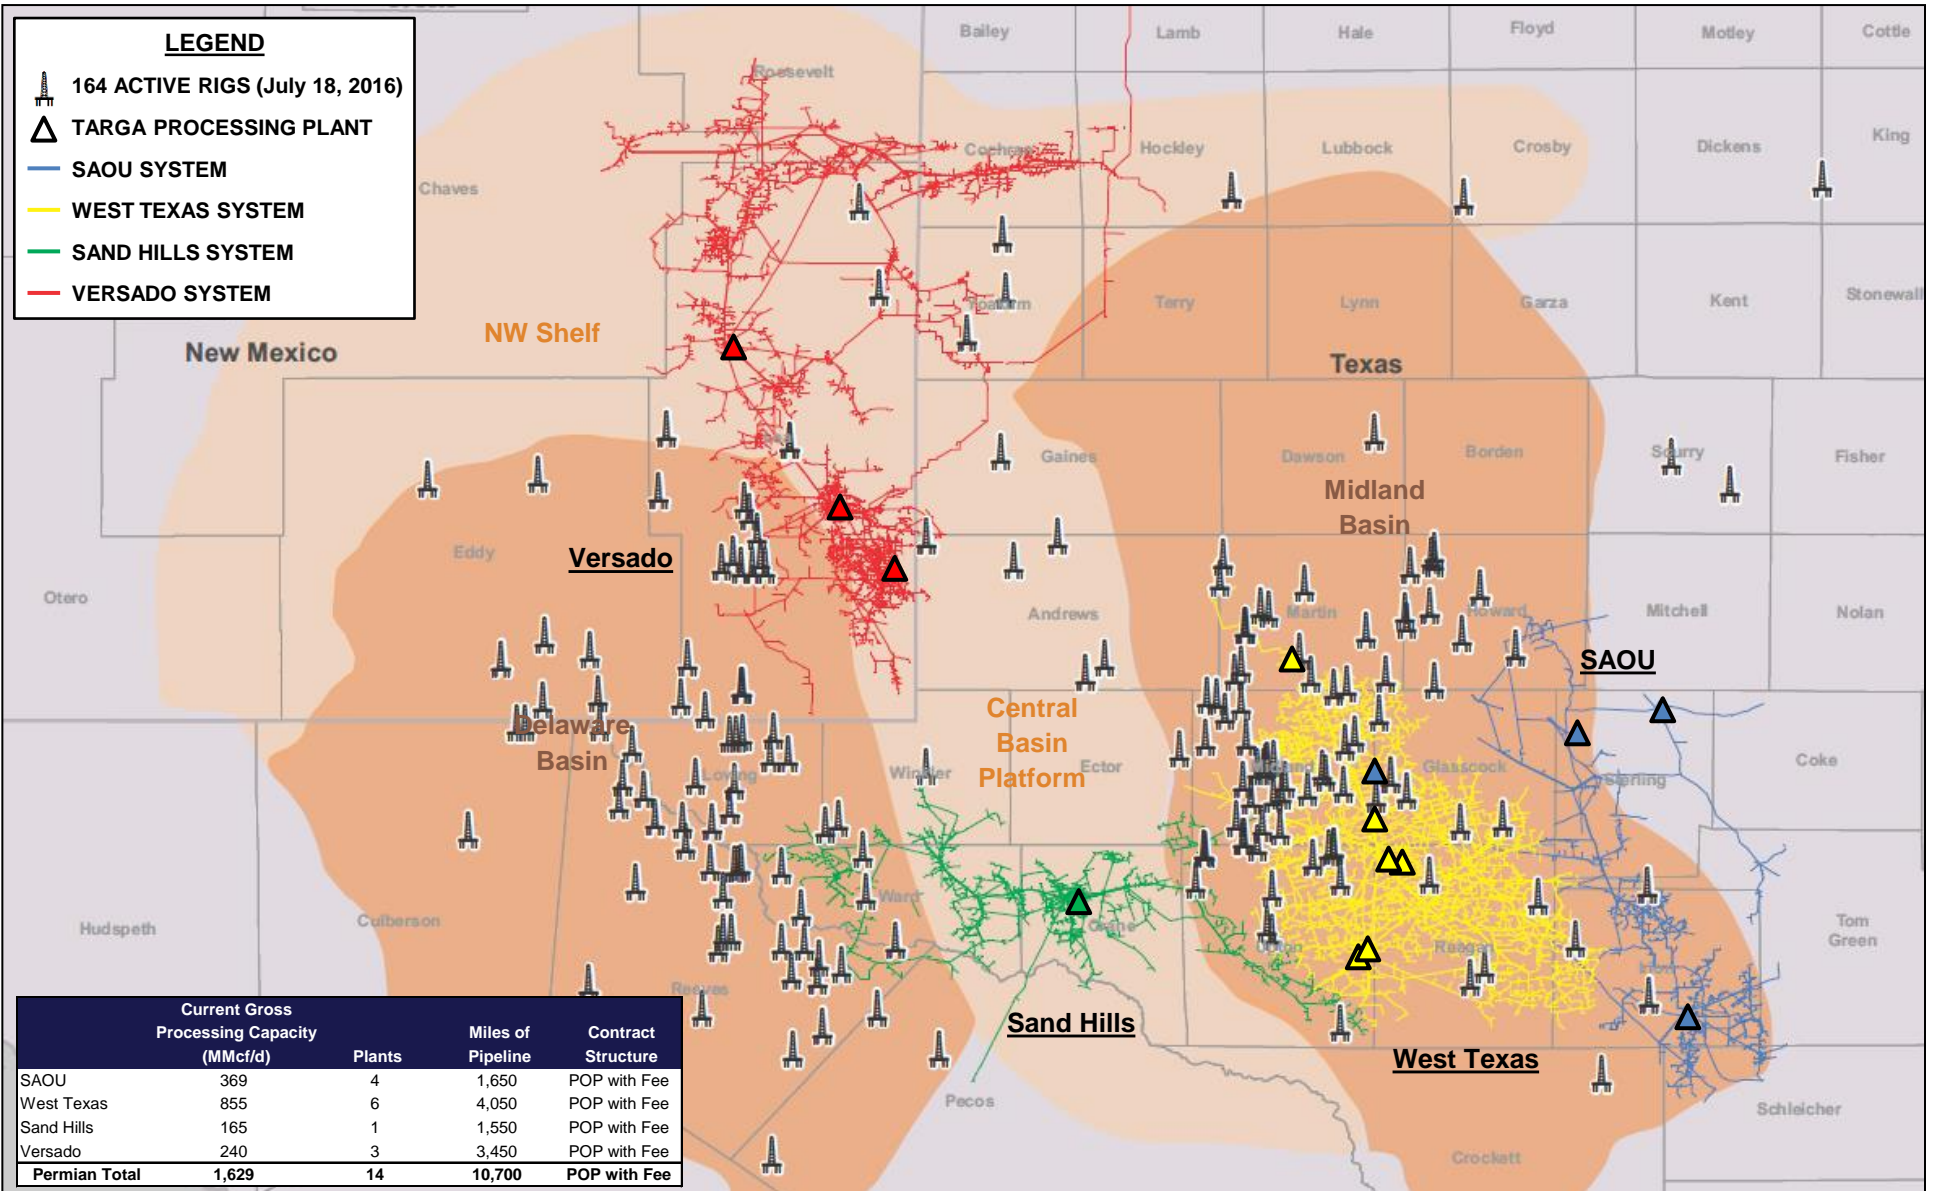 LEGEND
164 ACTIVE RIGS (July 18, 2016)
TARGA PROCESSING PLANT
SAOU SYSTEM
WEST TEXAS SYSTEM
SAND HILLS SYSTEM
VERSADO SYSTEM
Bailey
Lamb
Hale
Floyd
Motley
Cottle
Roosevelt
Chaves
Cochran
Hockley
Lubbock
Crosby
Dickens
King
Yoakum
Terry
Lynn
Garza
Kent
Stonewall
NW Shelf
New Mexico
Texas
Lea
Gaines
Dawson
Borden
Scurry
Fisher
Midland
Basin
Eddy
Versado
Otero
Andrews
Martin
Howard
Mitchell
Nolan
SAOU
Delaware
Basin
Central
Basin
Platform
Loving
Winkler
Ector
Midland
Glasscock
Sterling
Coke
Hudspeth
Culberson
Ward
Crane
Upton
Reagan
Irion
Tom
Green
Reeves
Sand Hills
West Texas
Pecos
Schleicher
Crockett
Current Gross
Processing Capacity Miles of Contract
(MMcf/d) Plants Pipeline Structure
SAOU 369 4 1,650 POP with Fee
West Texas 855 6 4,050 POP with Fee
Sand Hills 165 1 1,550 POP with Fee
Versado 240 3 3,450 POP with Fee
Permian Total 1,629 14 10,700 POP with Fee